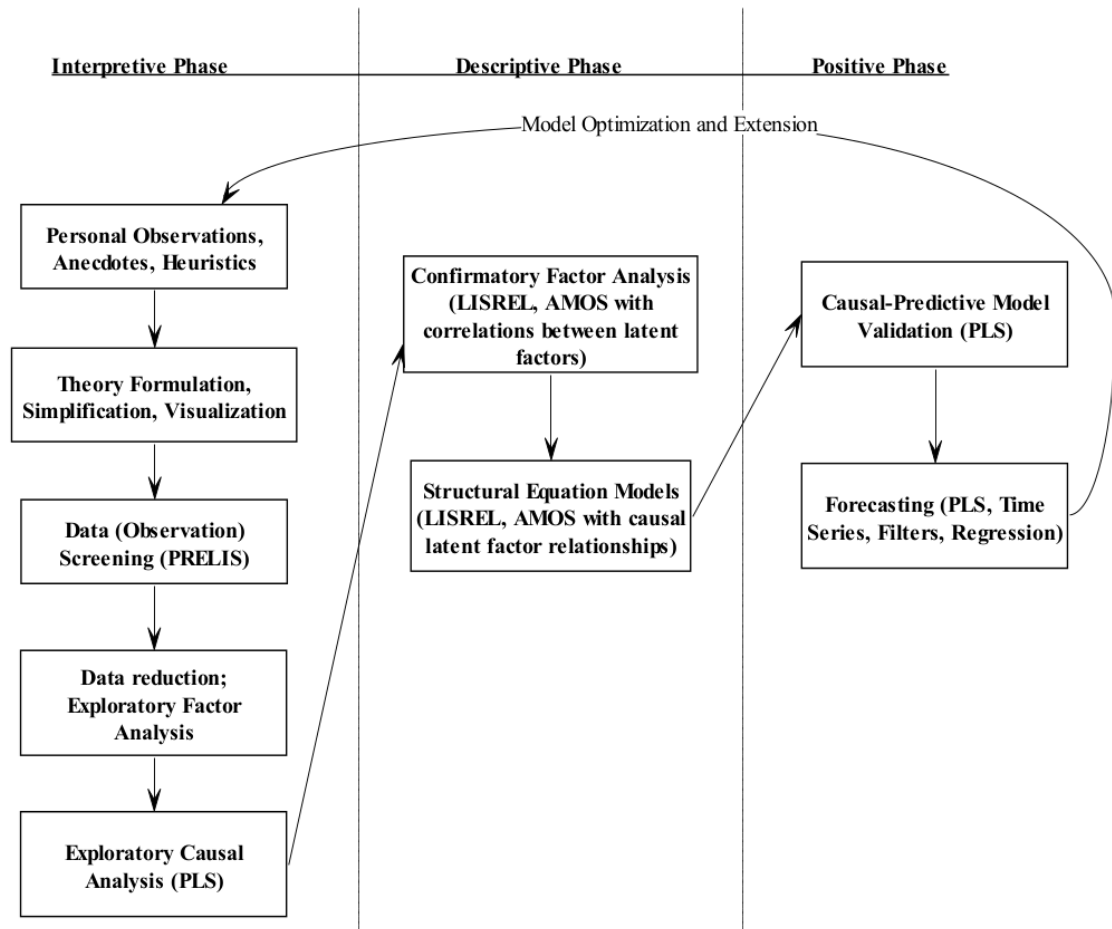 Interpretive Phase
Descriptive Phase
Positive Phase
Model Optimization and Extension
Personal Observations,
Anecdotes, Heuristics
Theory Formulation,
Simplification, Visualization
Data (Observation)
Screening (PRELIS)
Data reduction;
Exploratory Factor
Analysis
Exploratory Causal
Analysis (PLS)
Confirmatory Factor Analysis
(LISREL, AMOS with
correlations between latent
factors)
Structural Equation Models
(LISREL, AMOS with causal
latent factor relationships)
Causal-Predictive Model
Validation (PLS)
Forecasting (PLS, Time
Series, Filters, Regression)